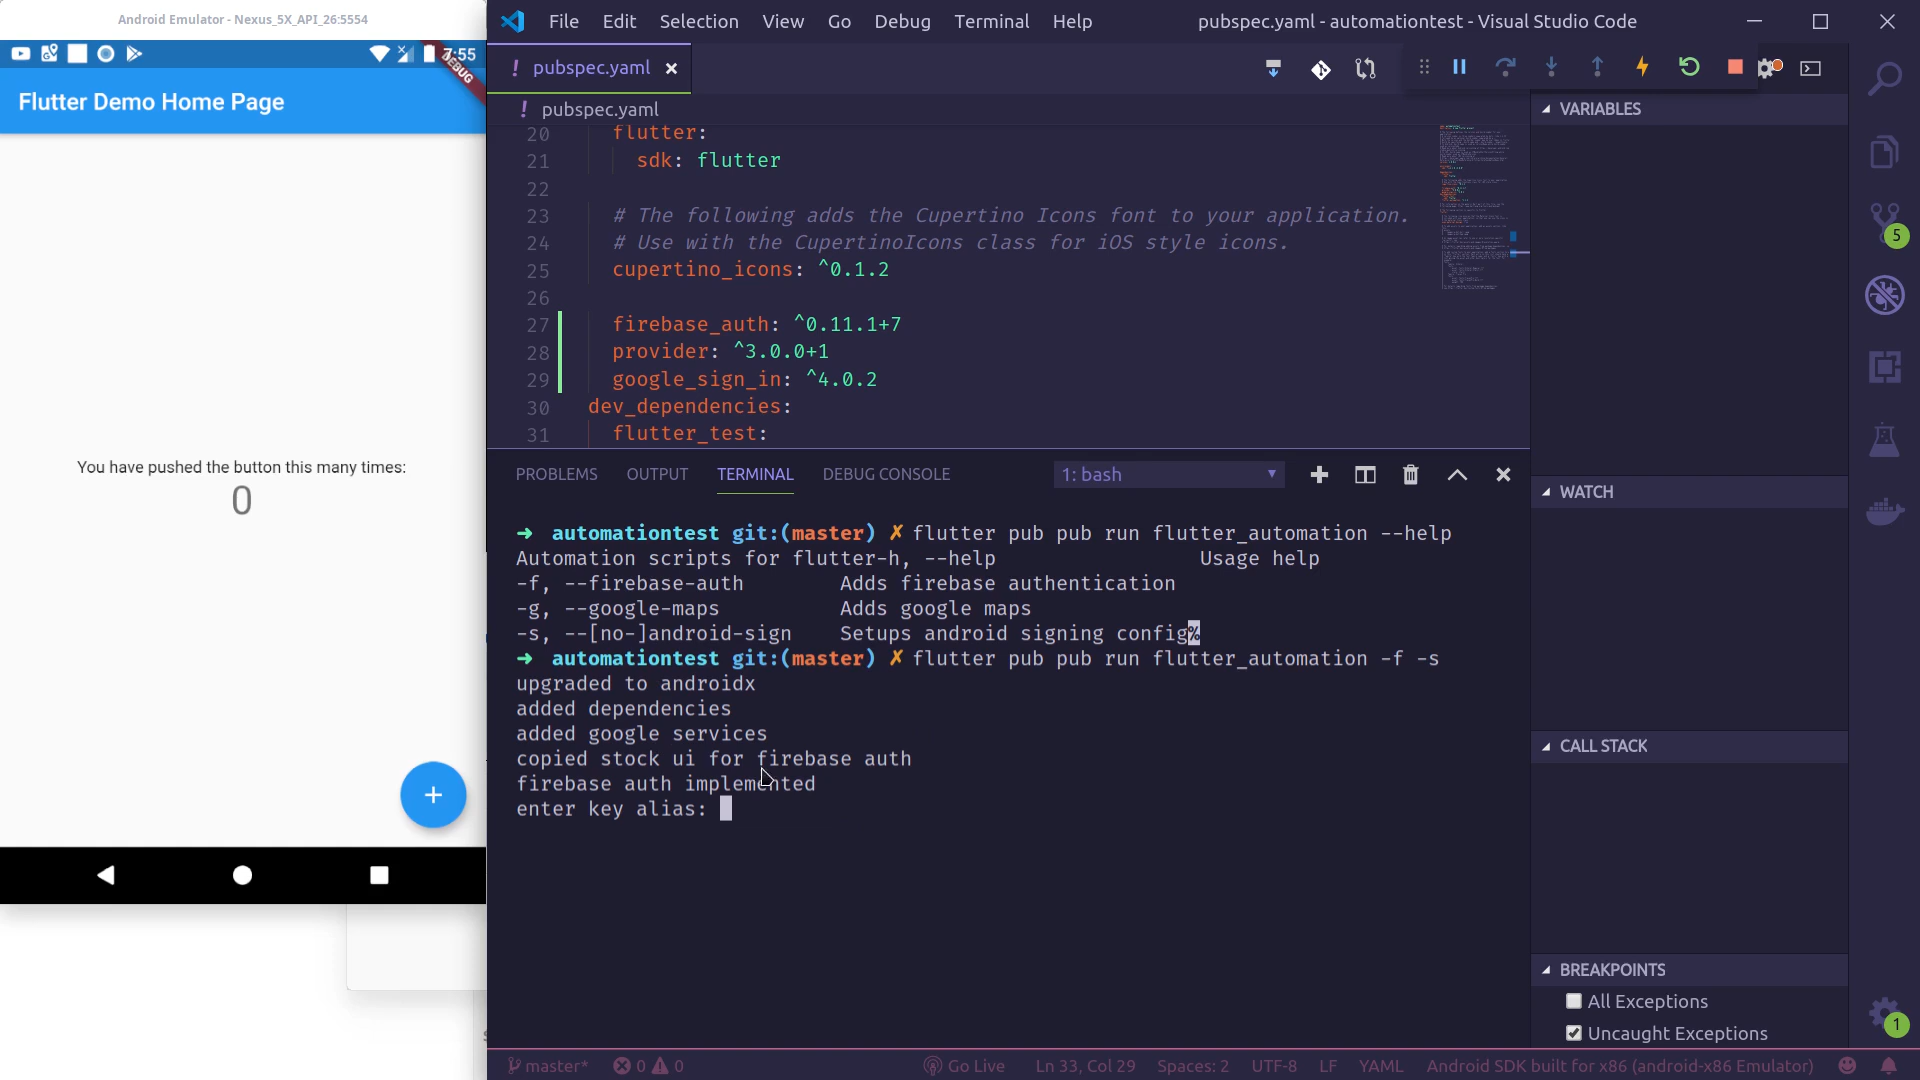 Android Emulator - Nexus_5X_API_26:5554
7:55
DEBUG
Flutter Demo Home Page
You have pushed the button this many times:
0
+
File Edit Selection View Go Debug Terminal Help
pubspec.yaml - automationtest - Visual Studio Code
! pubspec.yaml
! pubspec.yaml
20 flutter:
21 sdk: flutter
22
23 # The following adds the Cupertino Icons font to your application.
24 # Use with the CupertinoIcons class for iOS style icons.
25 cupertino_icons: ^0.1.2
26
27 firebase_auth: ^0.11.1+7
28 provider: ^3.0.0+1
29 google_sign_in: ^4.0.2
30 dev_dependencies:
31 flutter_test:
PROBLEMS OUTPUT TERMINAL DEBUG CONSOLE
1: bash
➜ automationtest git:(master) ✗ flutter pub pub run flutter_automation --help
Automation scripts for flutter-h, --help Usage help
-f, --firebase-auth Adds firebase authentication
-g, --google-maps Adds google maps
-s, --[no-]android-sign Setups android signing config%
➜ automationtest git:(master) ✗ flutter pub pub run flutter_automation -f -s
upgraded to androidx
added dependencies
added google services
copied stock ui for firebase auth
firebase auth implemented
enter key alias:
VARIABLES
WATCH
CALL STACK
BREAKPOINTS
All Exceptions
Uncaught Exceptions
5
1
master* 0 0
Go Live
Ln 33, Col 29
Spaces: 2
UTF-8
LF
YAML
Android SDK built for x86 (android-x86 Emulator)